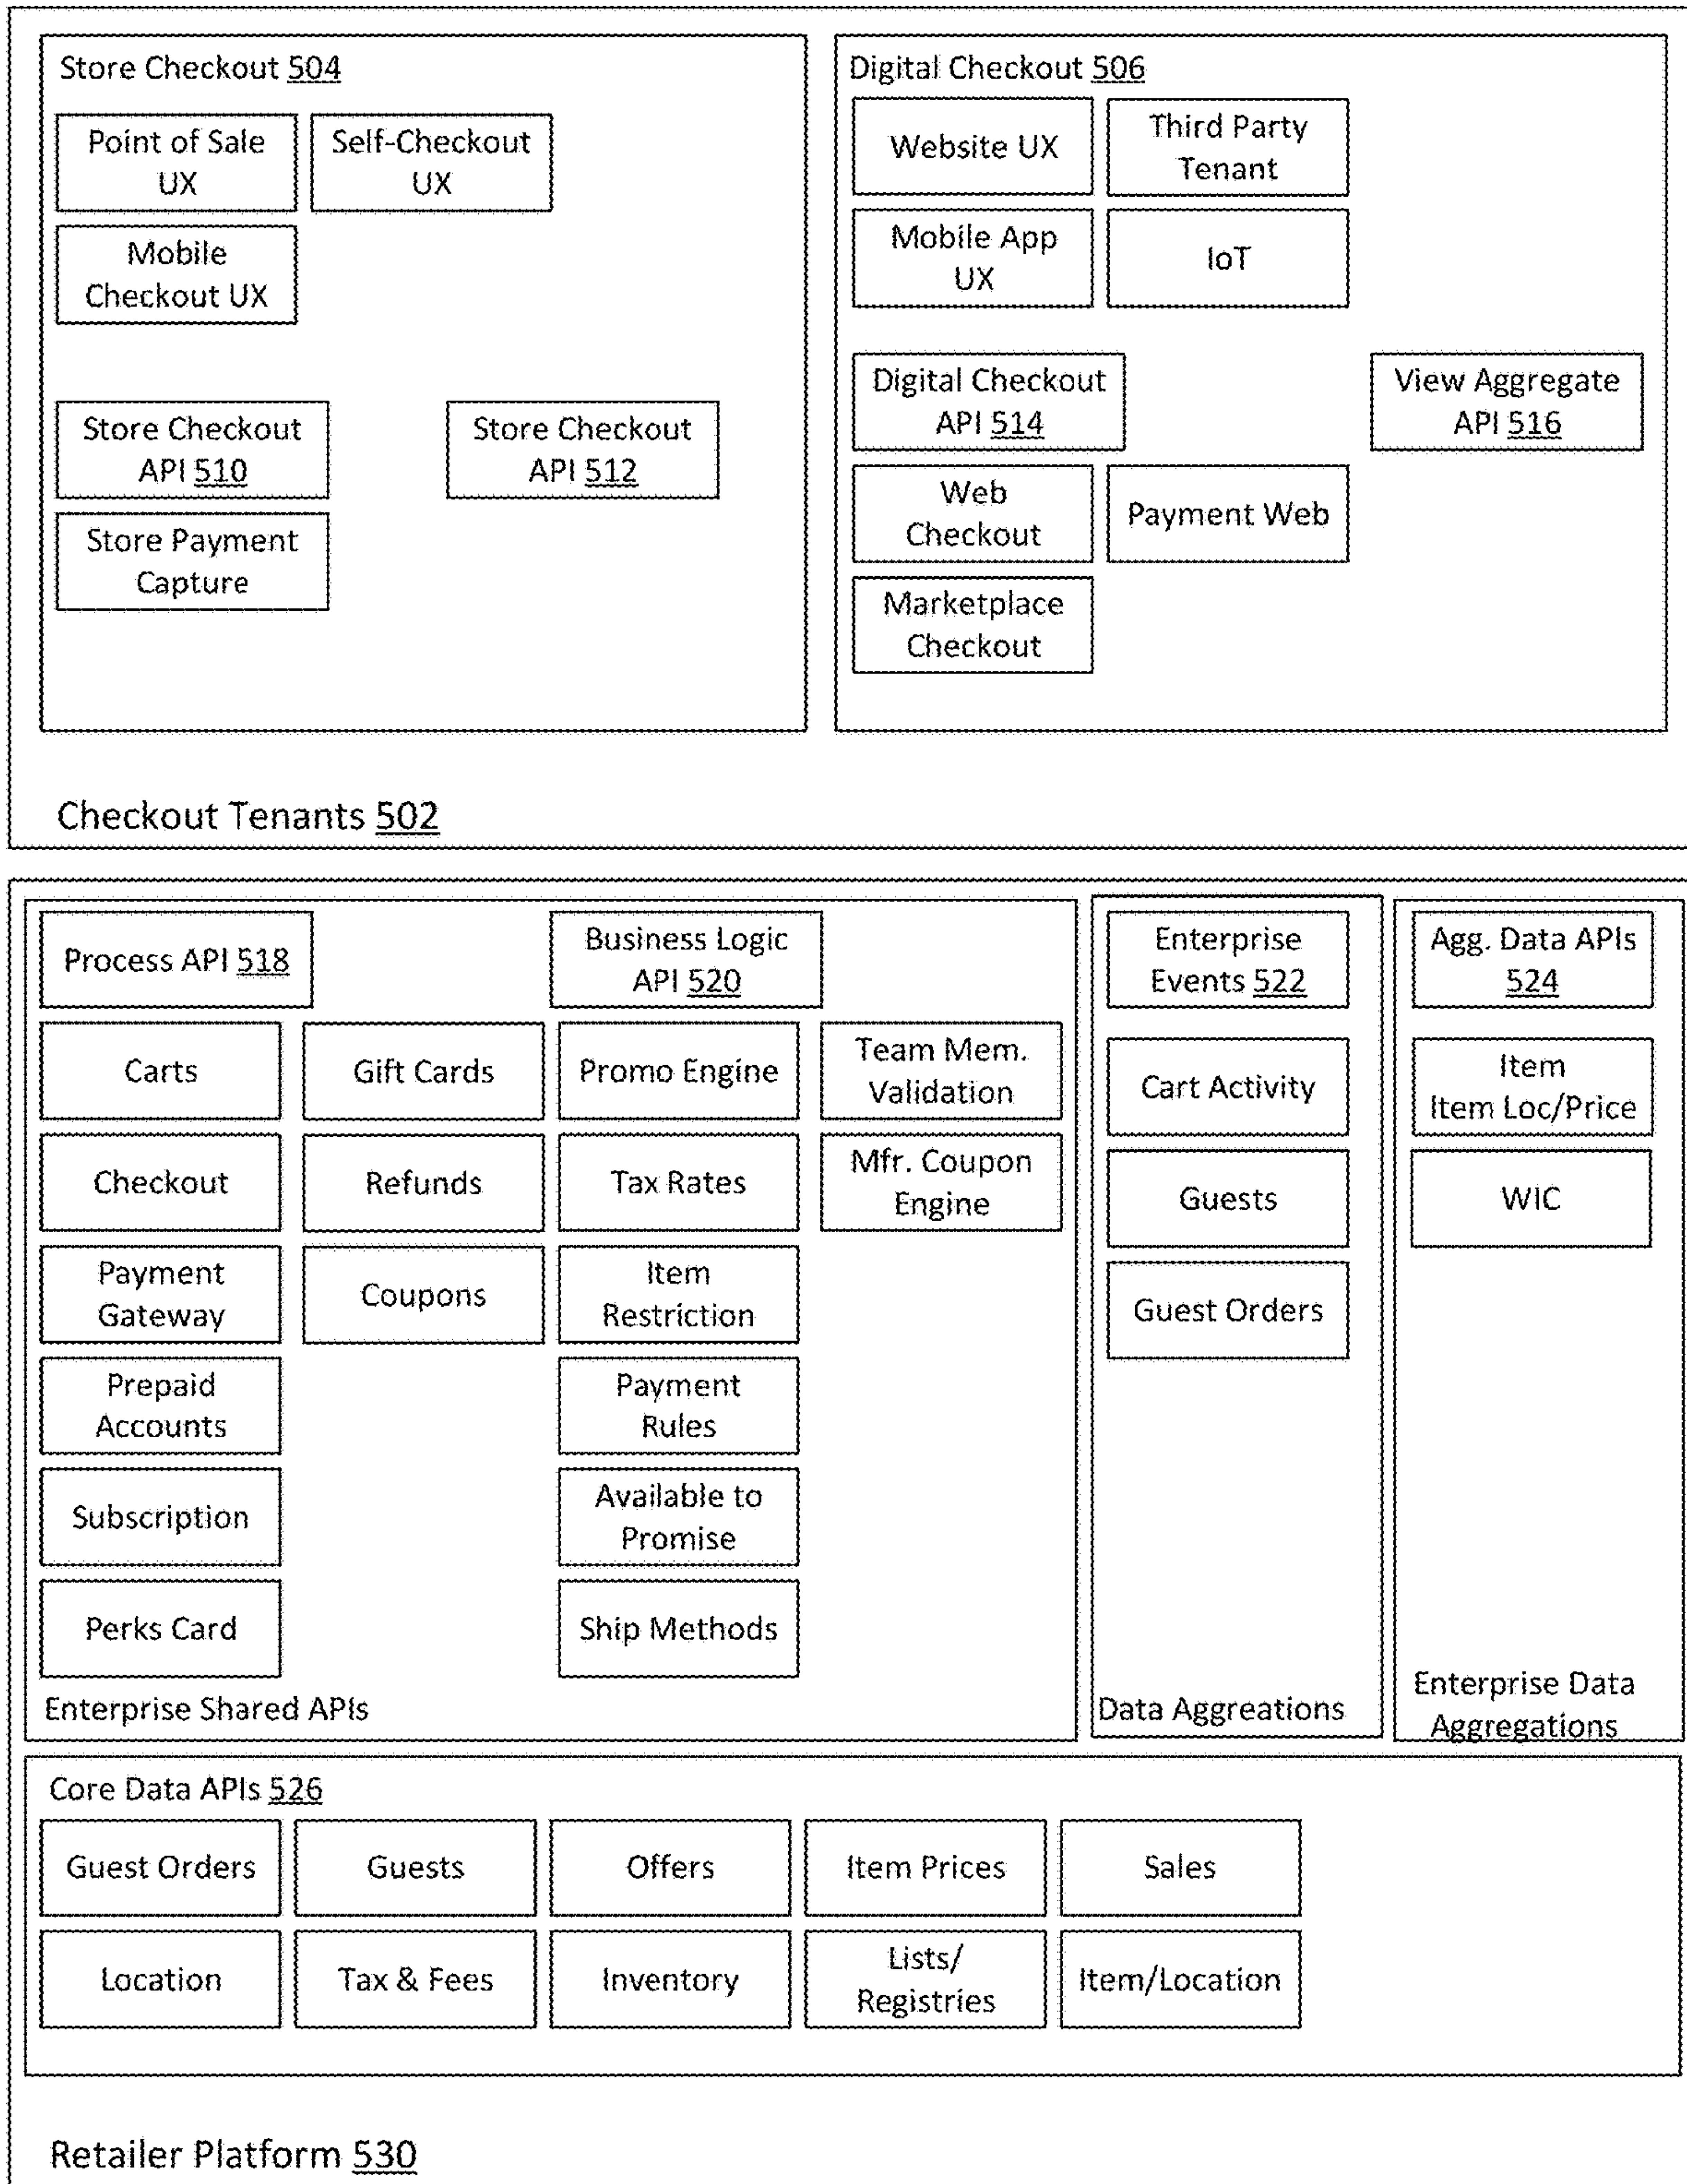 Store Checkout 504
Point of Sale
UX
Self-Checkout
UX
Mobile
Checkout UX
Store Checkout
API 510
Store Checkout
API 512
Store Payment
Capture
Digital Checkout 506
Website UX
Third Party
Tenant
Mobile App
UX
IoT
Digital Checkout
API 514
View Aggregate
API 516
Web
Checkout
Payment Web
Marketplace
Checkout
Checkout Tenants 502
Process API 518
Business Logic
API 520
Carts
Gift Cards
Promo Engine
Team Mem.
Validation
Checkout
Refunds
Tax Rates
Mfr. Coupon
Engine
Payment
Gateway
Coupons
Item
Restriction
Prepaid
Accounts
Payment
Rules
Subscription
Available to
Promise
Perks Card
Ship Methods
Enterprise Shared APIs
Enterprise
Events 522
Cart Activity
Guests
Guest Orders
Data Aggreations
Agg. Data APIs
524
Item
Item Loc/Price
WIC
Enterprise Data
Aggregations
Core Data APIs 526
Guest Orders
Guests
Offers
Item Prices
Sales
Location
Tax & Fees
Inventory
Lists/
Registries
Item/Location
Retailer Platform 530